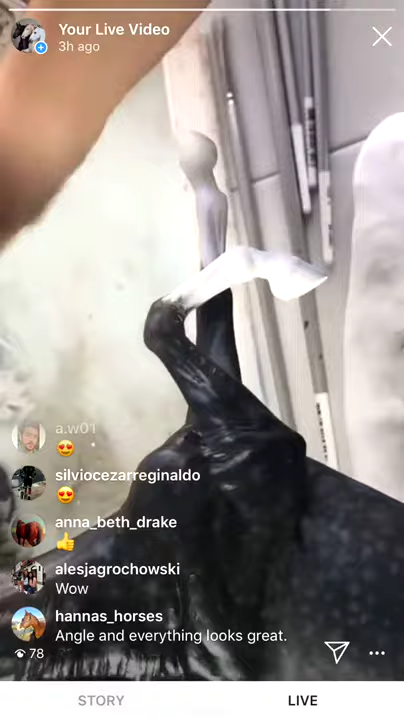 Your Live Video
3h ago
a.w01
😍
silviocezarreginaldo
😍
anna_beth_drake
👍
alesjagrochowski
Wow
hannas_horses
Angle and everything looks great.
78
STORY
LIVE